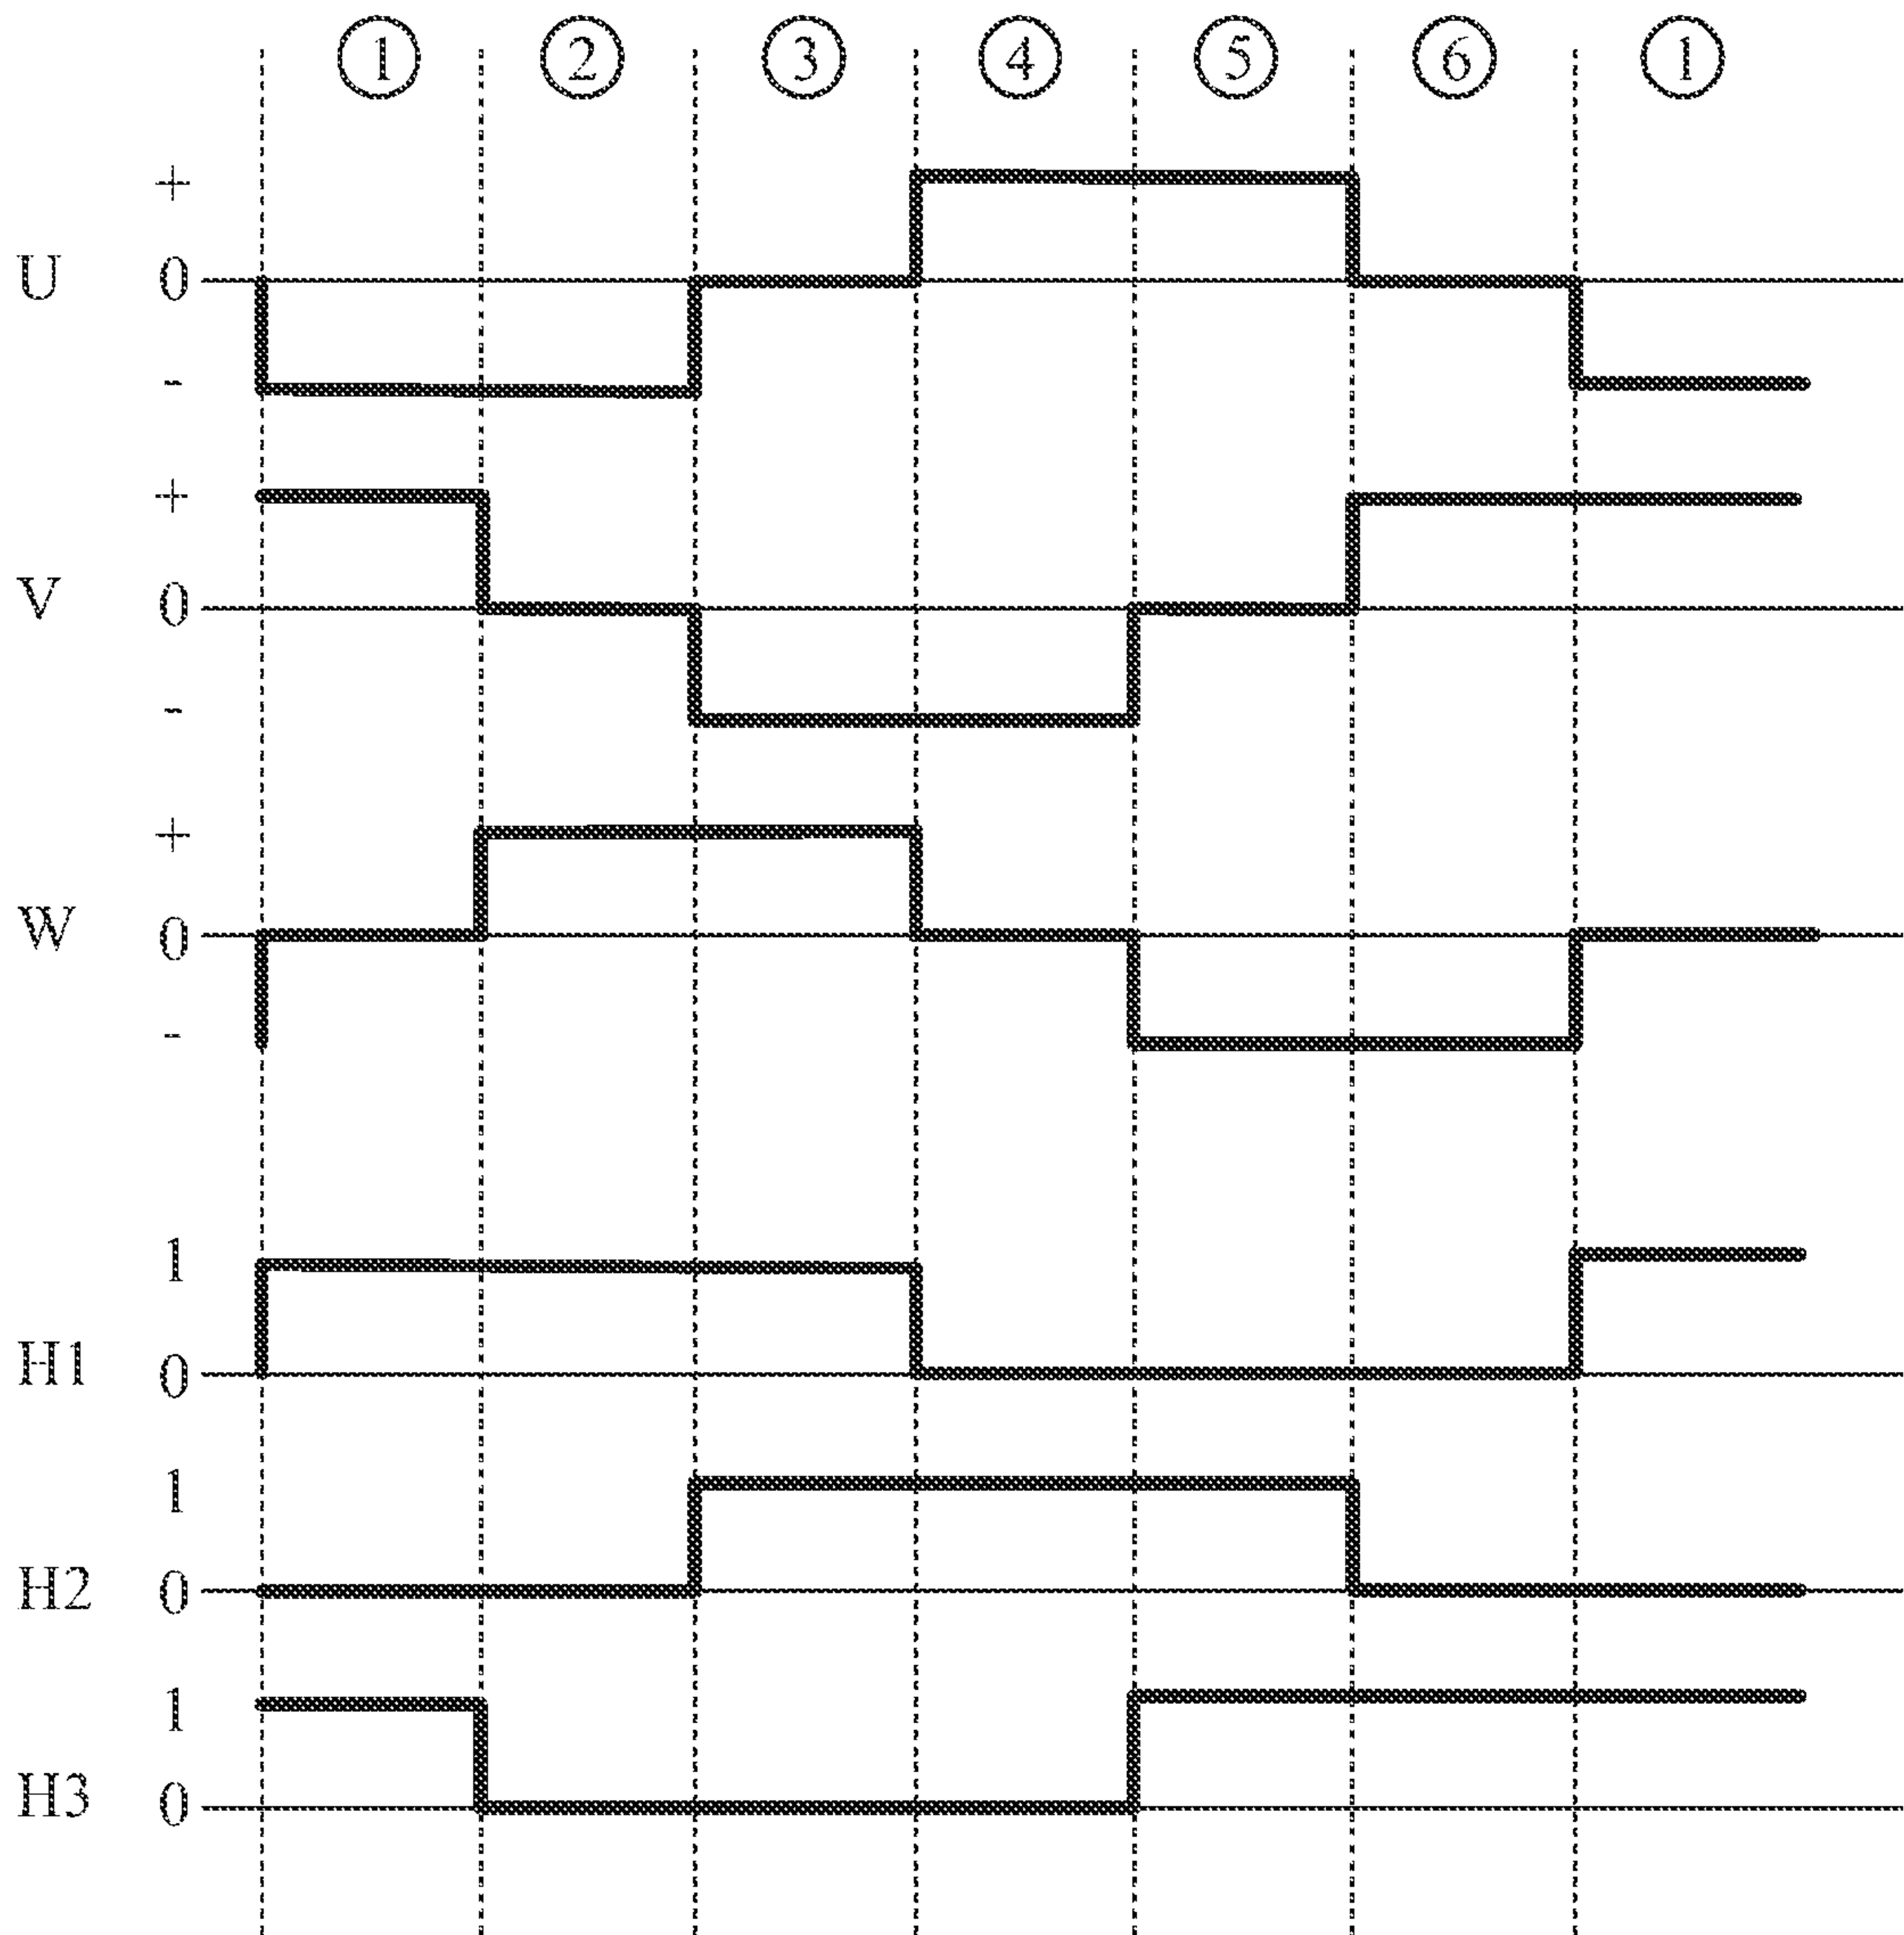 ① ② ③ ④ ⑤ ⑥ ①
+
U 0
-
+
V 0
-
+
W 0
-
1
H1 0
1
H2 0
1
H3 0